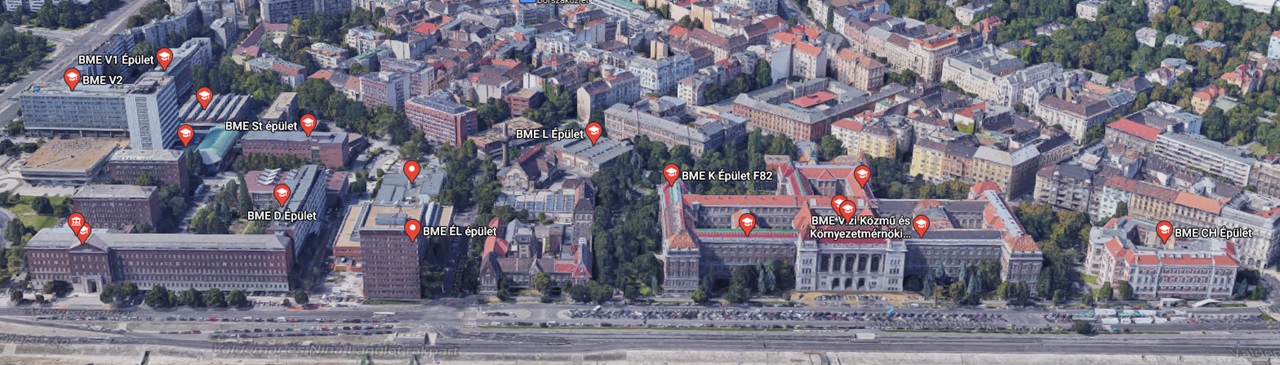 BME V1 Épület
BME V2
BME St épület
BME L Épület
BME K Épület F82
BME D Épület
BME ÉL épület
BME Vízi Közmű és
Környezetmérnöki...
BME CH Épület